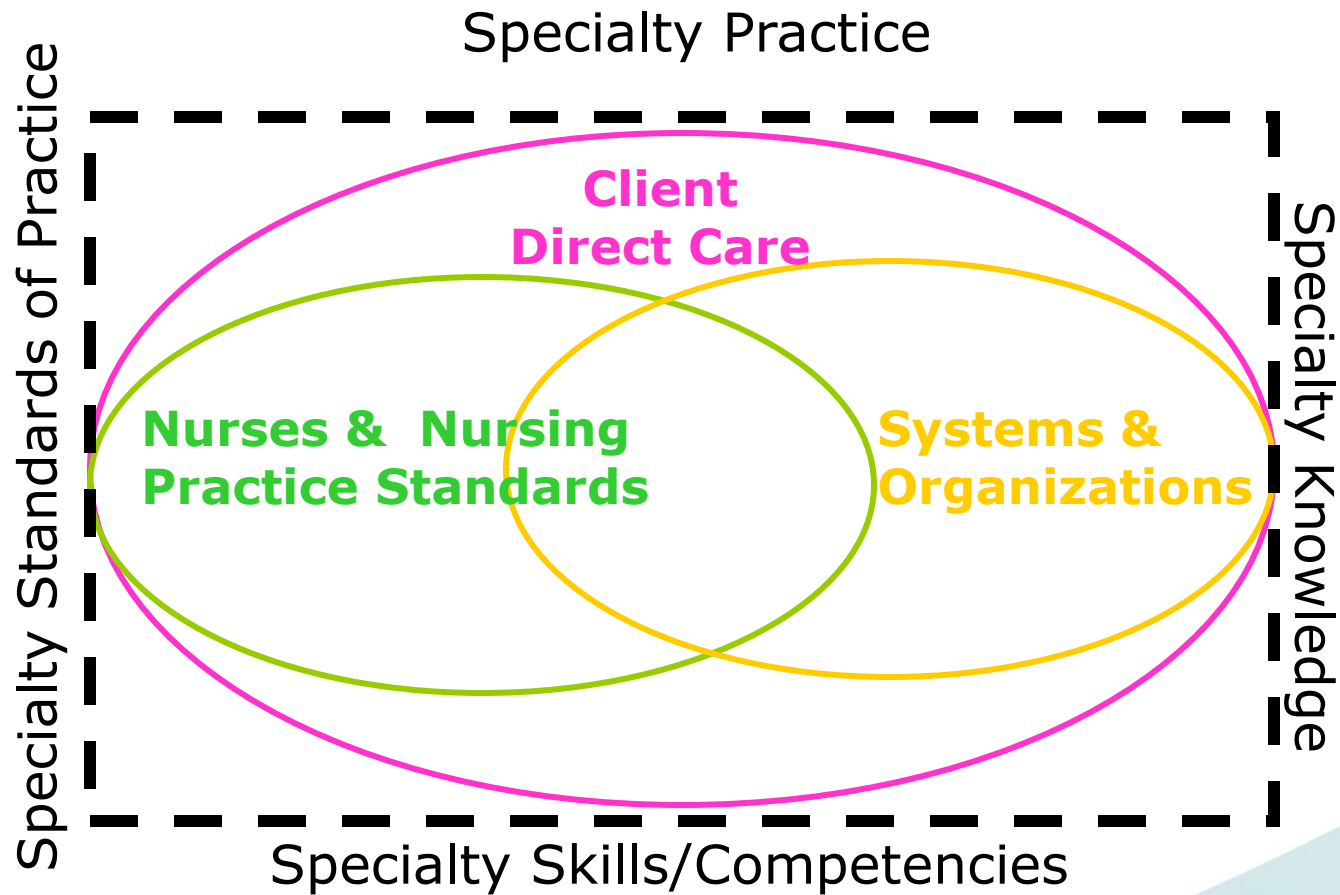 Specialty Practice
Specialty Standards of Practice
Client
Direct Care
Nurses &  Nursing
Practice Standards
Systems &
Organizations
Specialty Knowledge
Specialty Skills/Competencies